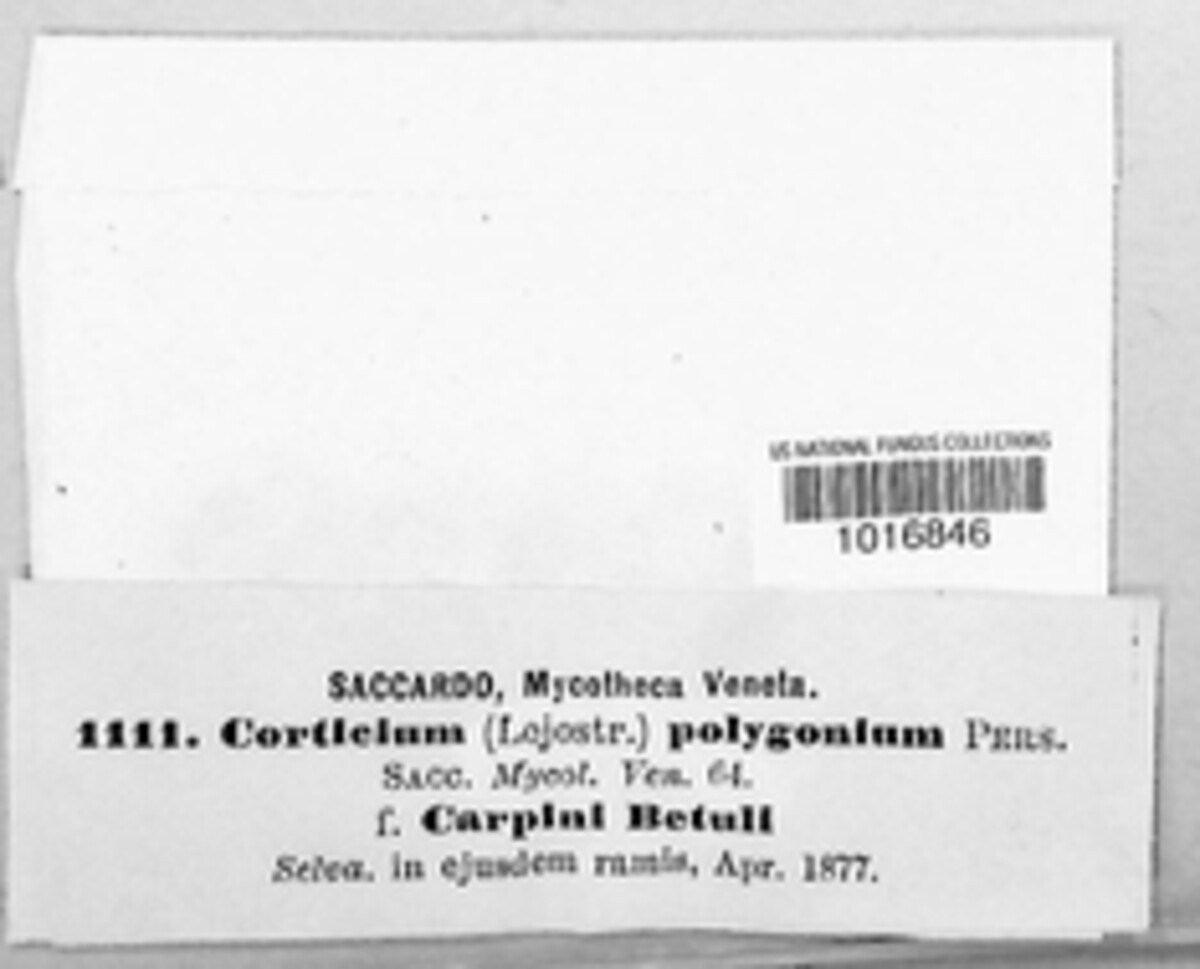 US NATIONAL FUNGUS COLLECTIONS
1016846
SACCARDO, Mycotheca Veneta.
1111. Corticium (Lejostr.) polygonium PERS.
SACC. Mycol. Ven. 64.
f. Carpini Betuli
Selva. in ejusdem ramis, Apr. 1877.